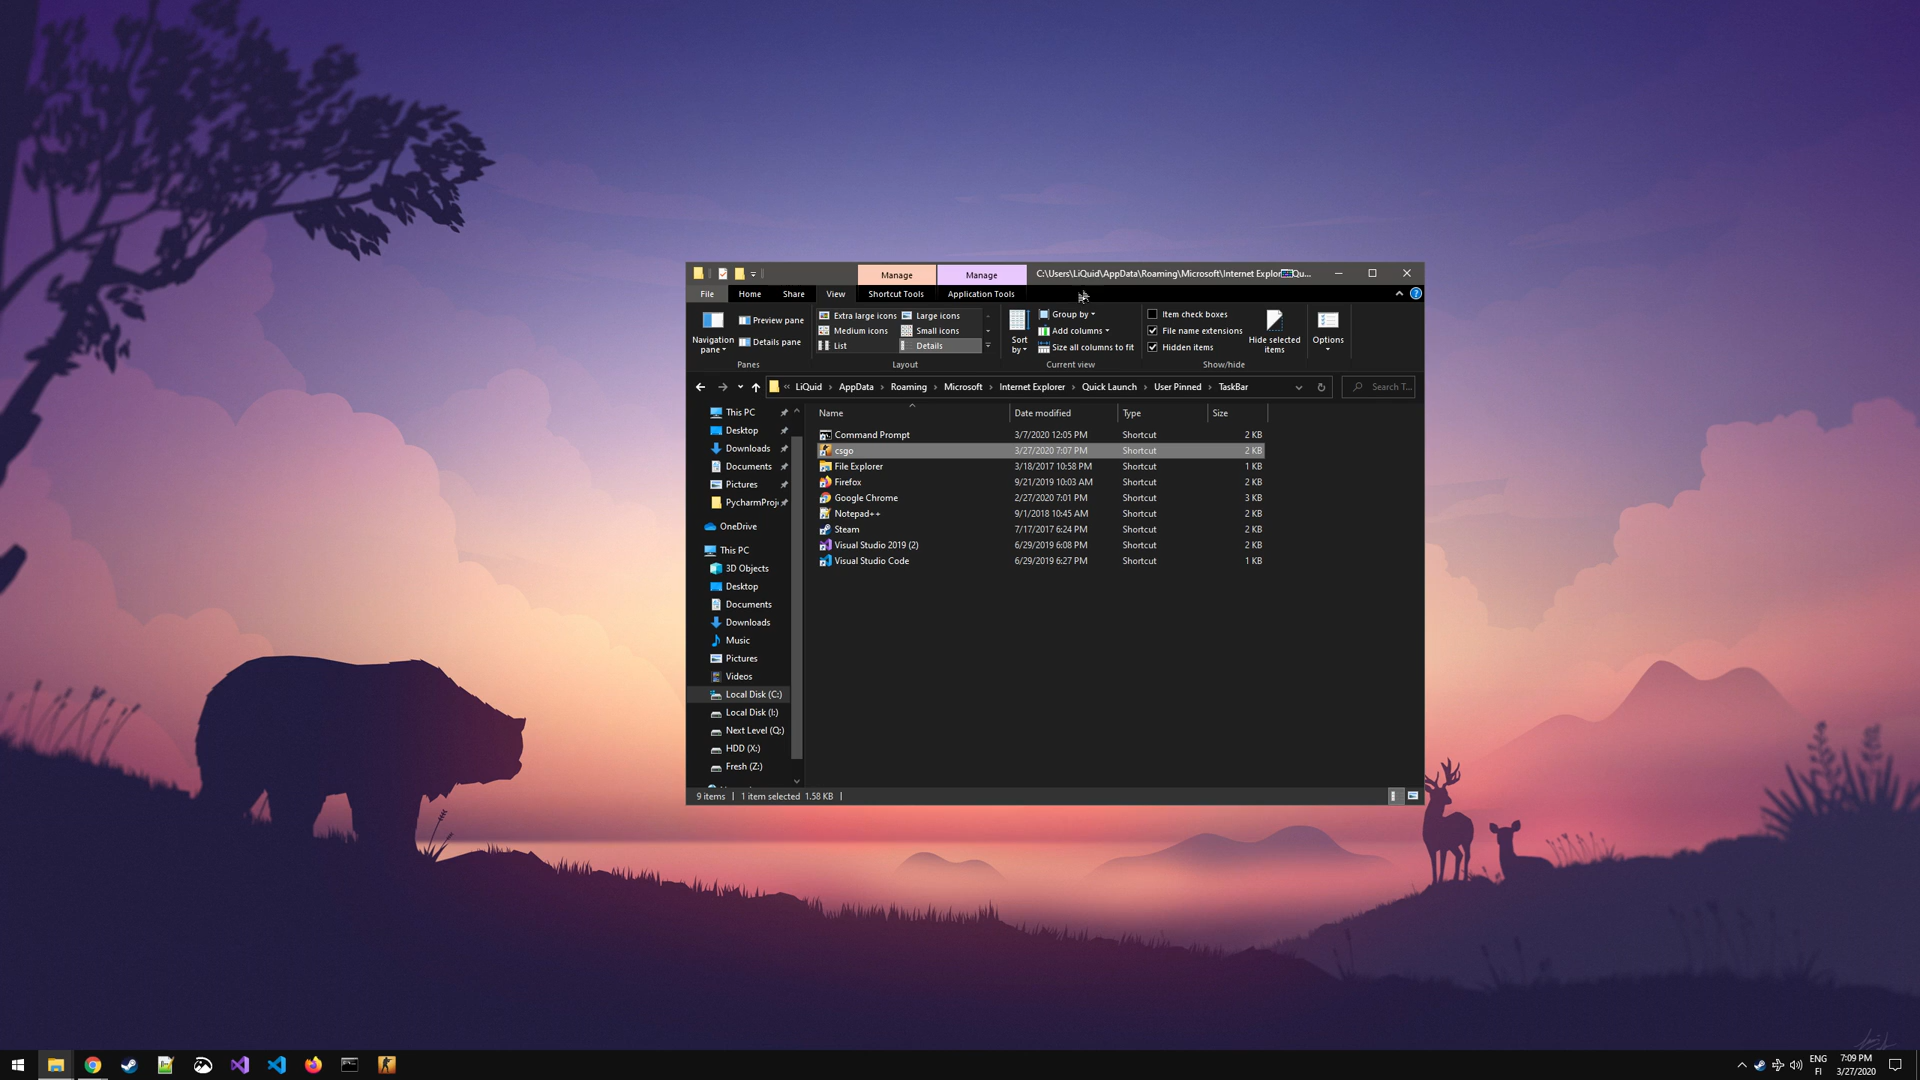 Manage
Manage
C:\Users\LiQuid\AppData\Roaming\Microsoft\Internet Explor
Qu...
File
Home
Share
View
Shortcut Tools
Application Tools
Navigation pane
Preview pane
Details pane
Panes
Extra large icons
Large icons
Medium icons
Small icons
List
Details
Layout
Sort by
Group by
Add columns
Size all columns to fit
Current view
Item check boxes
File name extensions
Hidden items
Hide selected items
Show/hide
Options
« LiQuid › AppData › Roaming › Microsoft › Internet Explorer › Quick Launch › User Pinned › TaskBar
Search T...
This PC
Desktop
Downloads
Documents
Pictures
PycharmProj
OneDrive
This PC
3D Objects
Desktop
Documents
Downloads
Music
Pictures
Videos
Local Disk (C:)
Local Disk (I:)
Next Level (Q:)
HDD (X:)
Fresh (Z:)
Name Date modified Type Size
Command Prompt 3/7/2020 12:05 PM Shortcut 2 KB
csgo 3/27/2020 7:07 PM Shortcut 2 KB
File Explorer 3/18/2017 10:58 PM Shortcut 1 KB
Firefox 9/21/2019 10:03 AM Shortcut 2 KB
Google Chrome 2/27/2020 7:01 PM Shortcut 3 KB
Notepad++ 9/1/2018 10:45 AM Shortcut 2 KB
Steam 7/17/2017 6:24 PM Shortcut 2 KB
Visual Studio 2019 (2) 6/29/2019 6:08 PM Shortcut 2 KB
Visual Studio Code 6/29/2019 6:27 PM Shortcut 1 KB
9 items | 1 item selected 1.58 KB |
ENG
FI
7:09 PM
3/27/2020